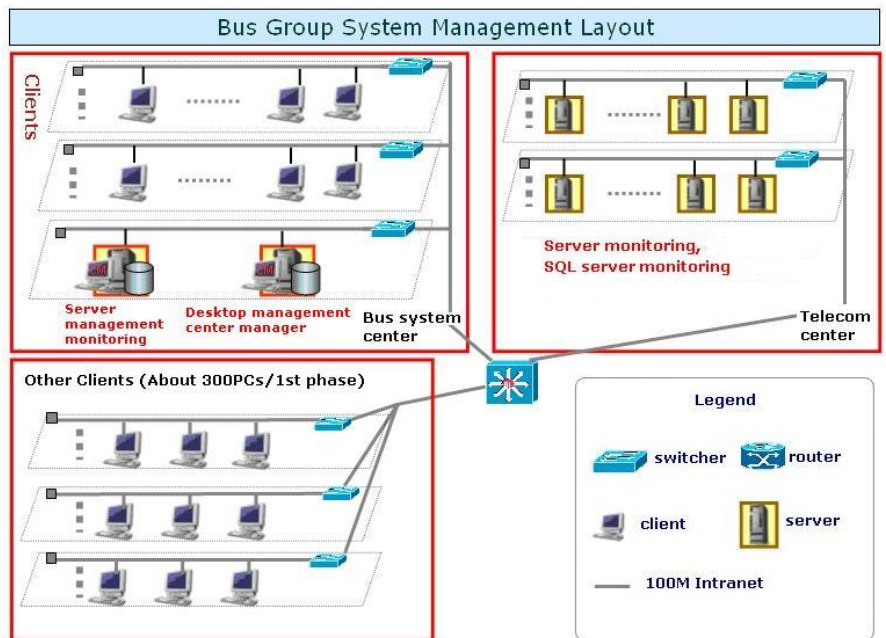 Bus Group System Management Layout
Clients
Server
management
monitoring
Desktop management
center manager
Bus system
center
Server monitoring,
SQL server monitoring
Telecom
center
Other Clients (About 300PCs/1st phase)
Legend
switcher
router
client
server
100M Intranet